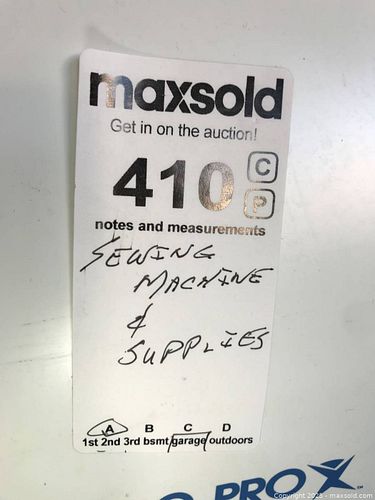 maxsold
Get in on the auction!
410 C
P
notes and measurements
SEWING
MACHINE
&
SUPPLIES
A B C D
1st 2nd 3rd bsmt garage outdoors
PRO X
Copyright 2023 - maxsold.com